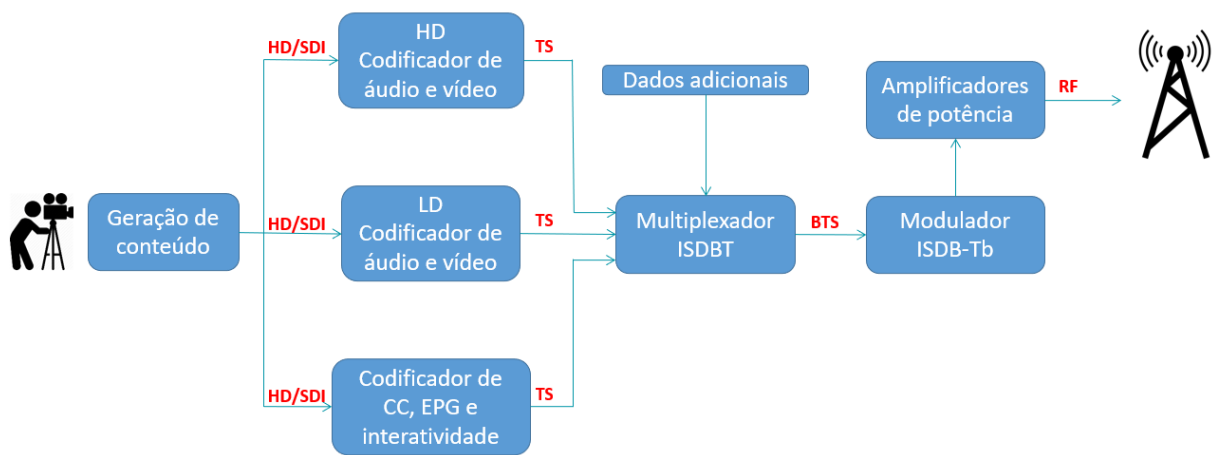 HD/SDI
HD
Codificador de
áudio e vídeo
TS
Dados adicionais
Amplificadores
de potência
RF
Geração de
conteúdo
HD/SDI
LD
Codificador de
áudio e vídeo
TS
Multiplexador
ISDBT
BTS
Modulador
ISDB-Tb
HD/SDI
Codificador de
CC, EPG e
interatividade
TS